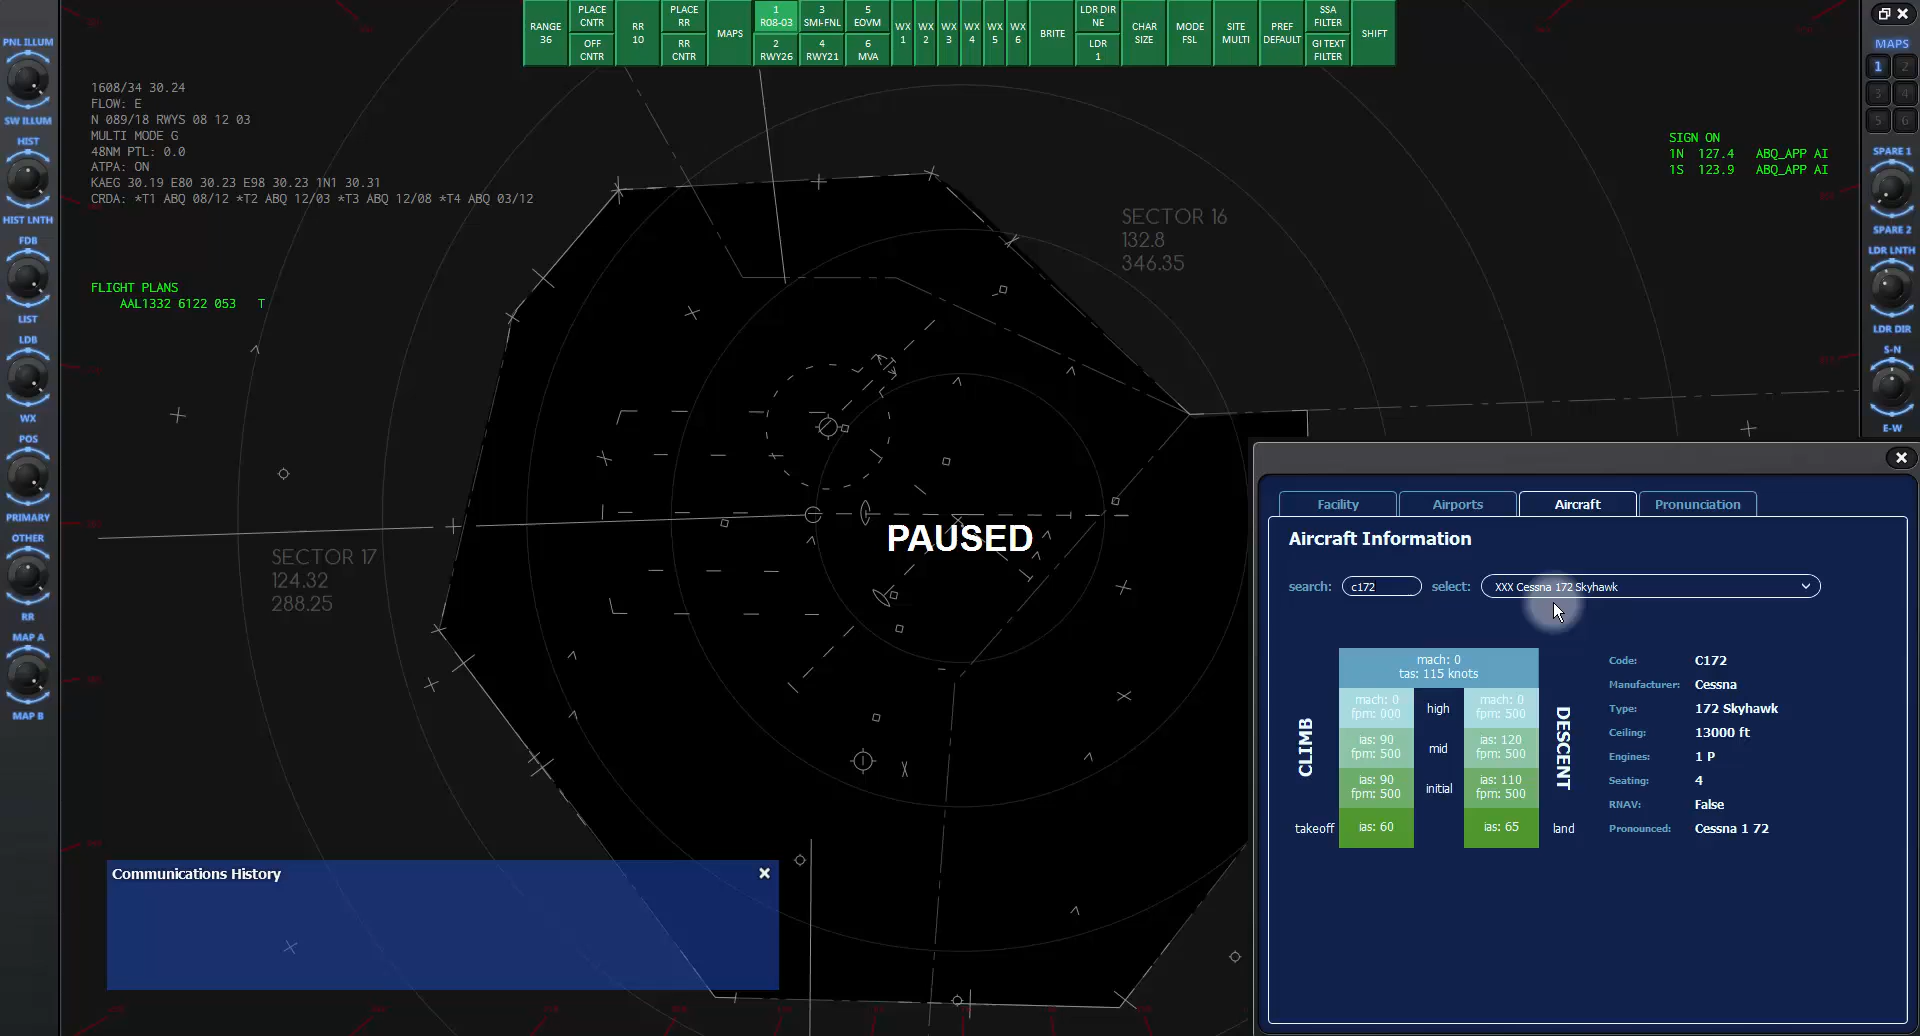 RANGE
36
PLACE
CNTR
OFF
CNTR
RR
10
PLACE
RR
RR
CNTR
MAPS
1
R08-03
2
RWY26
3
SMI-FNL
4
RWY21
5
EOVM
6
MVA
WX
1
WX
2
WX
3
WX
4
WX
5
WX
6
BRITE
LDR DIR
NE
LDR
1
CHAR
SIZE
MODE
FSL
SITE
MULTI
PREF
DEFAULT
SSA
FILTER
GI TEXT
FILTER
SHIFT
PNL ILLUM
SW ILLUM
HIST
HIST LNTH
FDB
LIST
LDB
WX
POS
PRIMARY
OTHER
RR
MAP A
MAP B
1608/34 30.24
FLOW: E
N 089/18 RWYS 08 12 03
MULTI MODE G
48NM PTL: 0.0
ATPA: ON
KAEG 30.19 E80 30.23 E98 30.23 1N1 30.31
CRDA: *T1 ABQ 08/12 *T2 ABQ 12/03 *T3 ABQ 12/08 *T4 ABQ 03/12
FLIGHT PLANS
AAL1332 6122 053 T
SECTOR 16
132.8
346.35
SECTOR 17
124.32
288.25
PAUSED
SIGN ON
1N 127.4 ABQ_APP AI
1S 123.9 ABQ_APP AI
MAPS
1 2
3 4
5 6
SPARE 1
SPARE 2
LDR LNTH
LDR DIR
S-N
E-W
Facility Airports Aircraft Pronunciation
Aircraft Information
search: c172 select: XXX Cessna 172 Skyhawk
mach: 0
tas: 115 knots
CLIMB
mach: 0
fpm: 000
high
mach: 0
fpm: 500
ias: 90
fpm: 500
mid
ias: 120
fpm: 500
ias: 90
fpm: 500
initial
ias: 110
fpm: 500
takeoff ias: 60 ias: 65 land
DESCENT
Code: C172
Manufacturer: Cessna
Type: 172 Skyhawk
Ceiling: 13000 ft
Engines: 1 P
Seating: 4
RNAV: False
Pronounced: Cessna 1 72
Communications History